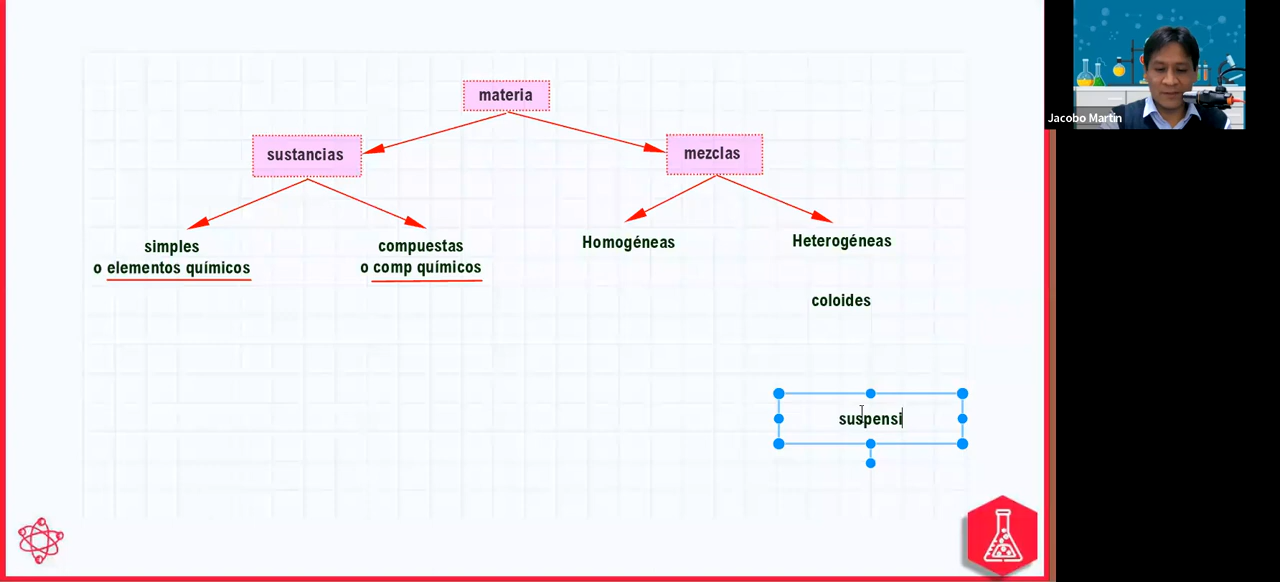 materia
sustancias
mezclas
simples
o elementos químicos
compuestas
o comp químicos
Homogéneas
Heterogéneas
coloides
suspensi
Jacobo Martin